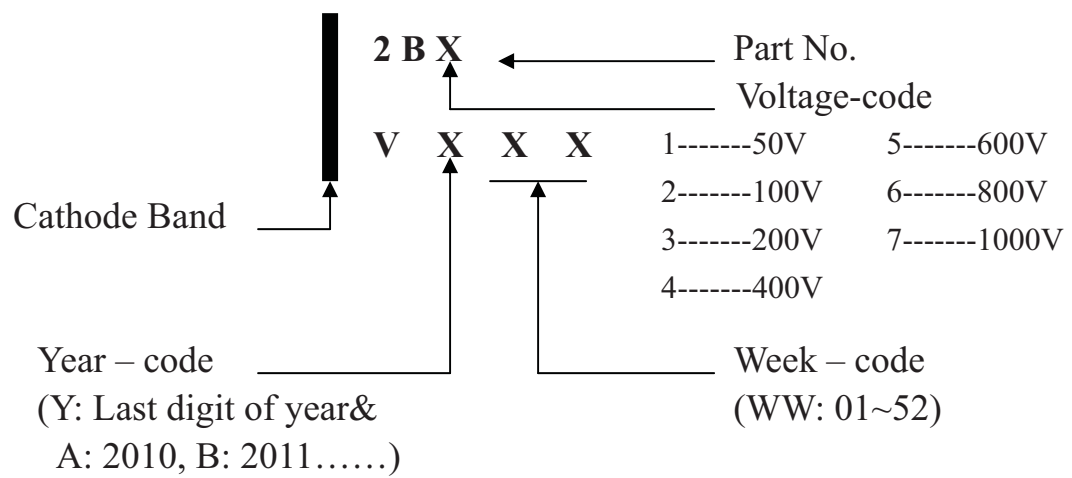 2 B X Part No.
Voltage-code
V X X X 1-------50V 5-------600V
2-------100V 6-------800V
Cathode Band
3-------200V 7-------1000V
4-------400V
Year – code Week – code
(Y: Last digit of year& (WW: 01~52)
A: 2010, B: 2011……)